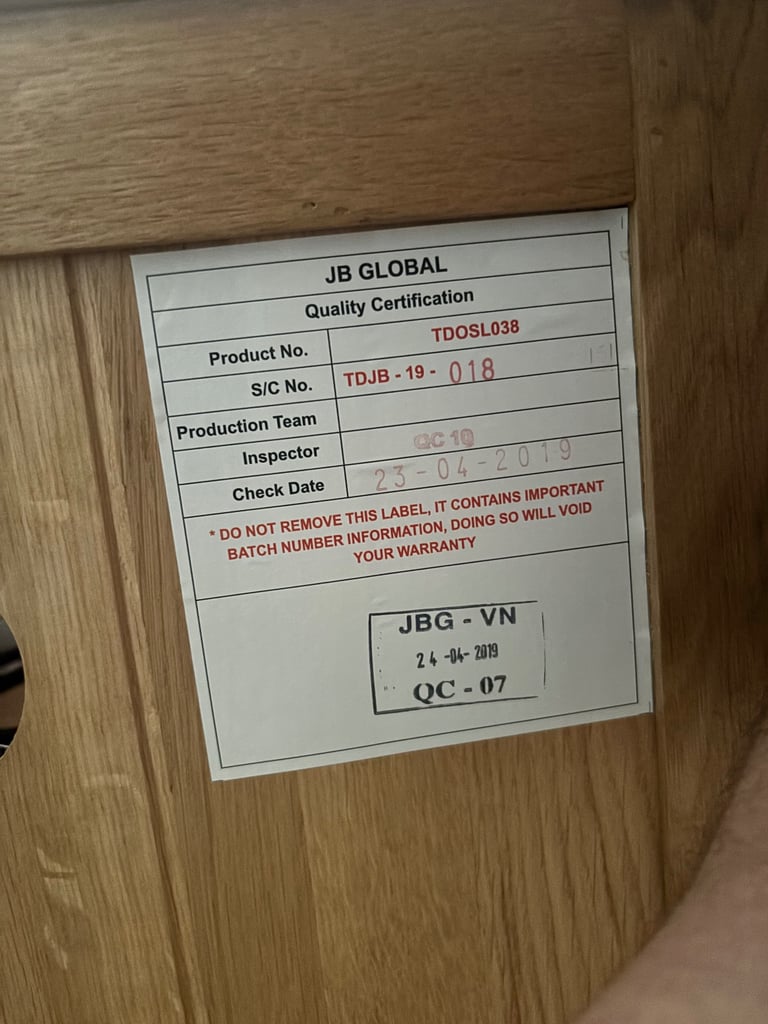 JB GLOBAL
Quality Certification
Product No. TDOSL038
S/C No. TDJB - 19 - 018
Production Team
Inspector QC 10
Check Date 23-04-2019
* DO NOT REMOVE THIS LABEL, IT CONTAINS IMPORTANT
BATCH NUMBER INFORMATION, DOING SO WILL VOID
YOUR WARRANTY
JBG - VN
24 -04- 2019
QC - 07